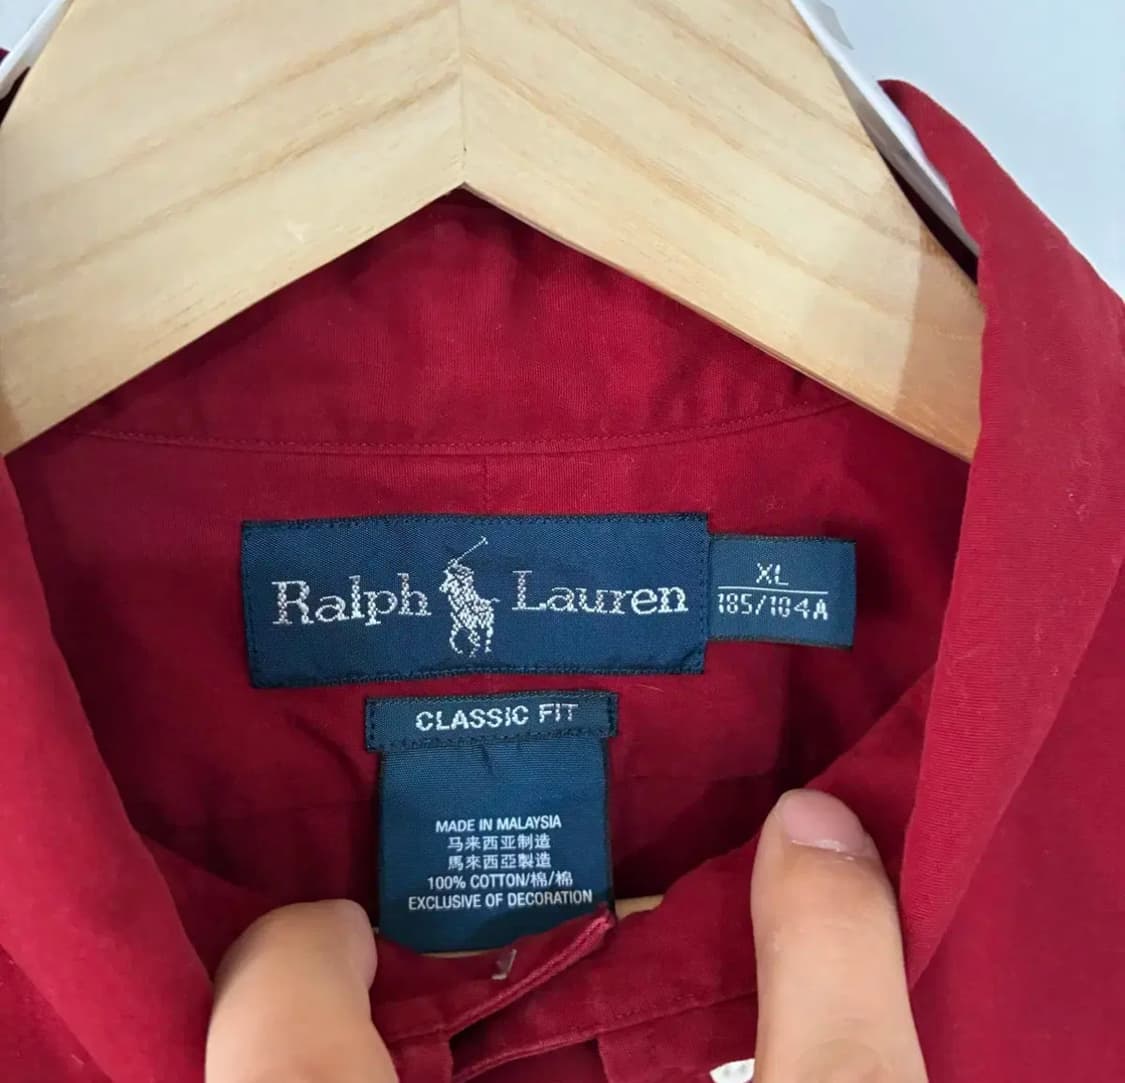 Ralph Lauren
XL
185/104A
CLASSIC FIT
MADE IN MALAYSIA
马来西亚制造
馬來西亞製造
100% COTTON/棉/棉
EXCLUSIVE OF DECORATION